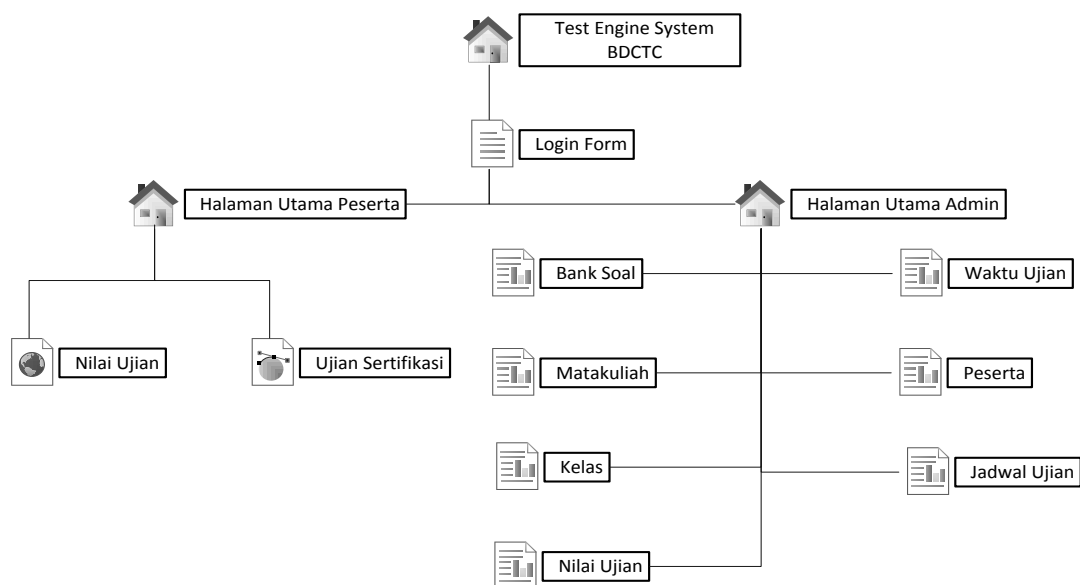 Test Engine System
BDCTC
Login Form
Halaman Utama Peserta
Halaman Utama Admin
Bank Soal
Waktu Ujian
Nilai Ujian
Ujian Sertifikasi
Matakuliah
Peserta
Kelas
Jadwal Ujian
Nilai Ujian